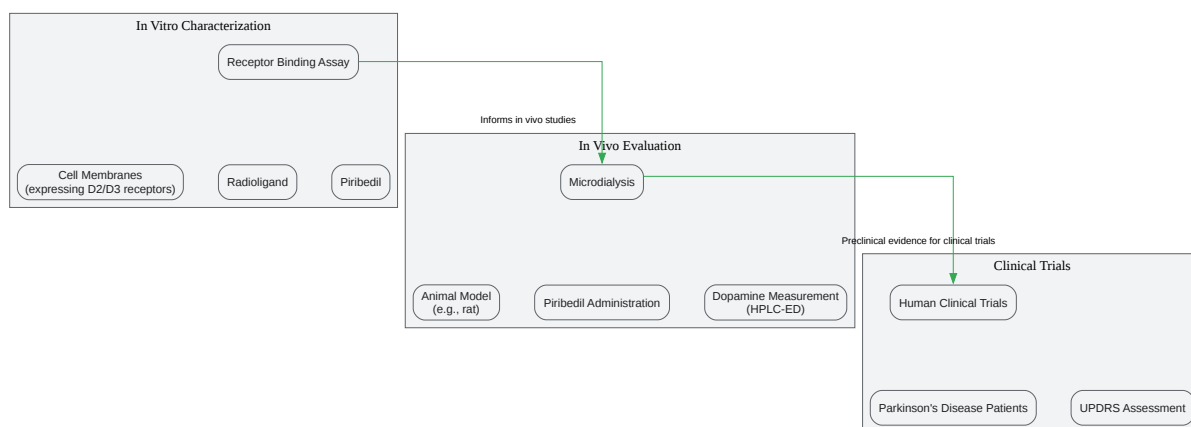 In Vitro Characterization
Receptor Binding Assay
Cell Membranes
(expressing D2/D3 receptors)
Radioligand
Piribedil
Informs in vivo studies
In Vivo Evaluation
Microdialysis
Animal Model
(e.g., rat)
Piribedil Administration
Dopamine Measurement
(HPLC-ED)
Preclinical evidence for clinical trials
Clinical Trials
Human Clinical Trials
Parkinson's Disease Patients
UPDRS Assessment